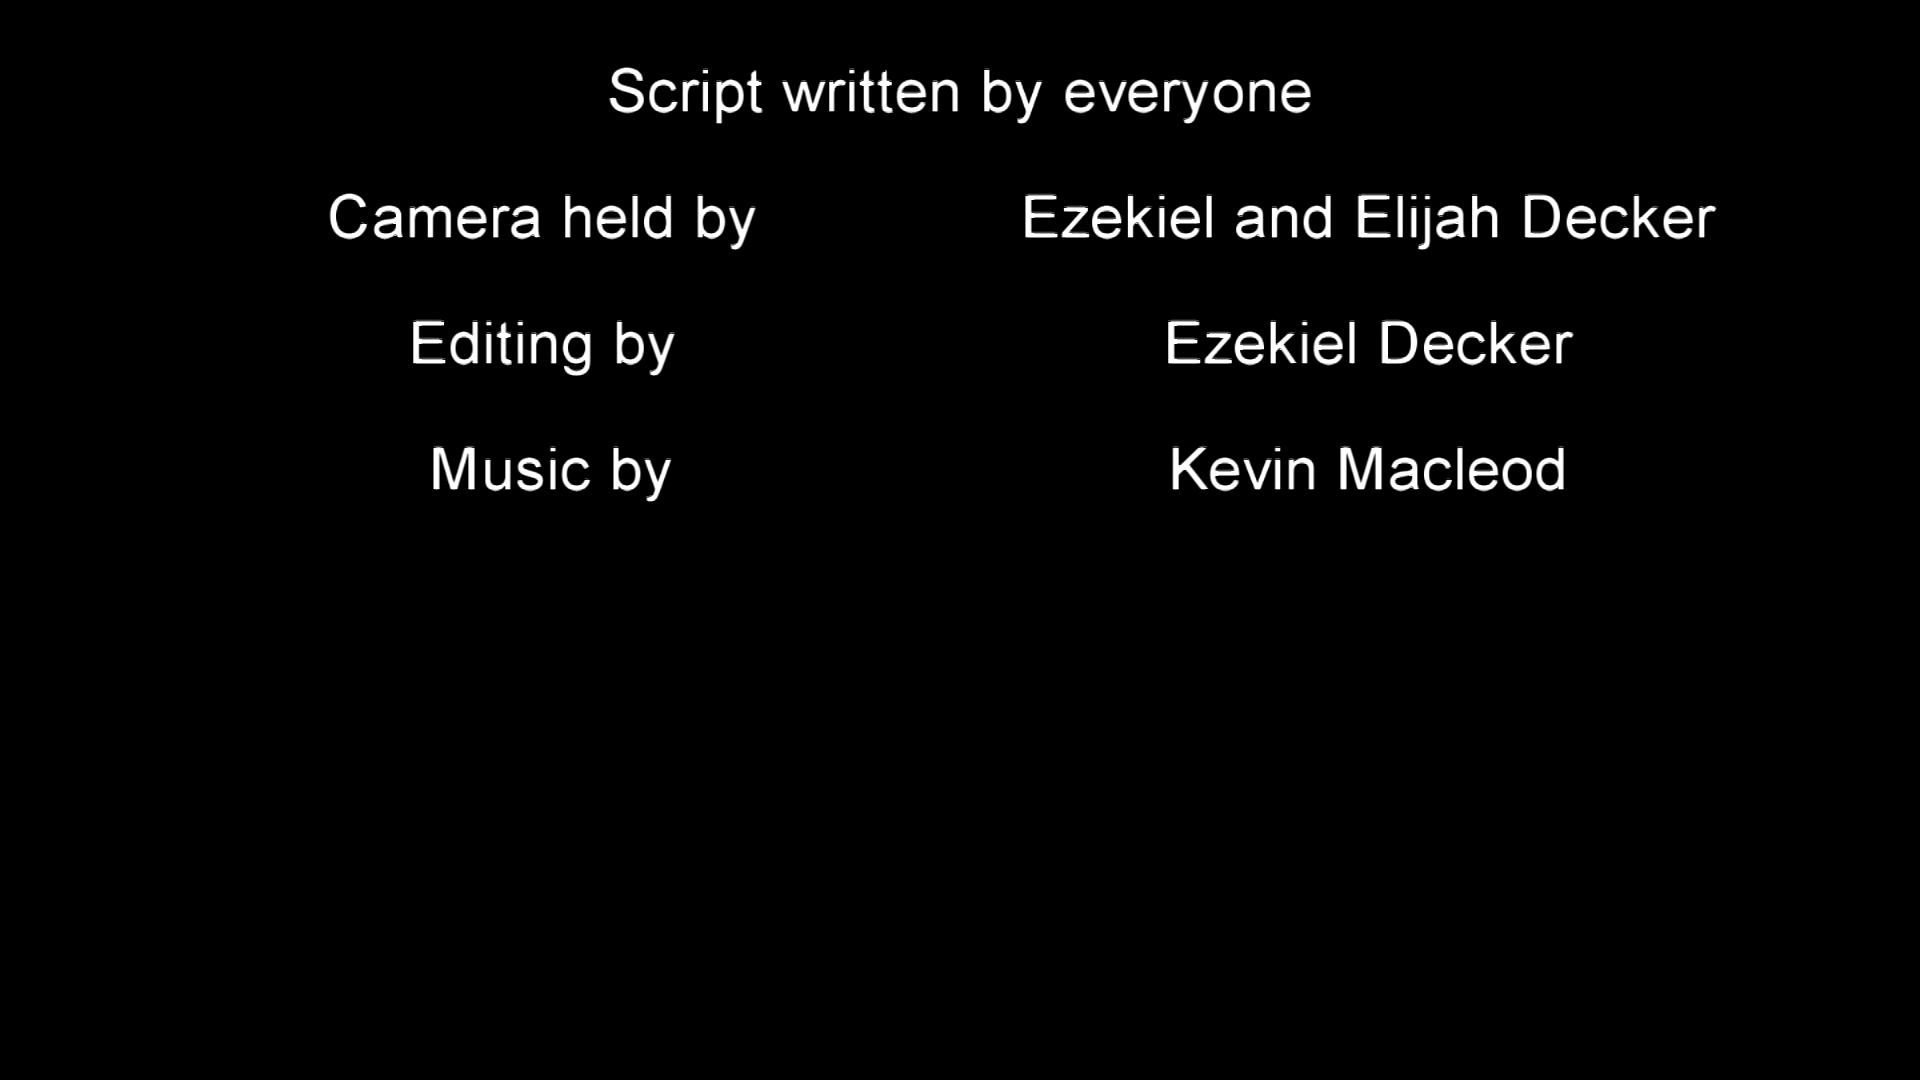 Script written by everyone
Camera held by Ezekiel and Elijah Decker
Editing by Ezekiel Decker
Music by Kevin Macleod